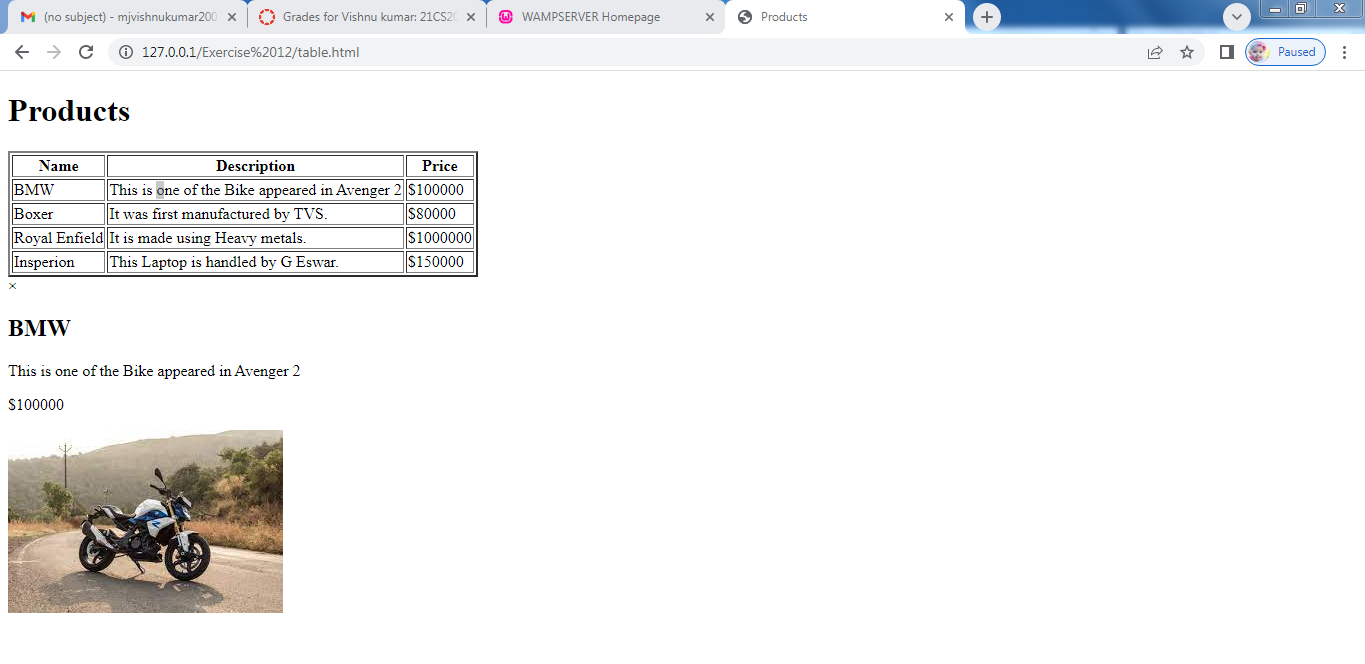 (no subject) - mjvishnukumar200
Grades for Vishnu kumar: 21CS20
WAMPSERVER Homepage
Products
127.0.0.1/Exercise%2012/table.html
Paused
Products
Name Description Price
BMW This is one of the Bike appeared in Avenger 2 $100000
Boxer It was first manufactured by TVS. $80000
Royal Enfield It is made using Heavy metals. $1000000
Insperion This Laptop is handled by G Eswar. $150000
×
BMW
This is one of the Bike appeared in Avenger 2
$100000